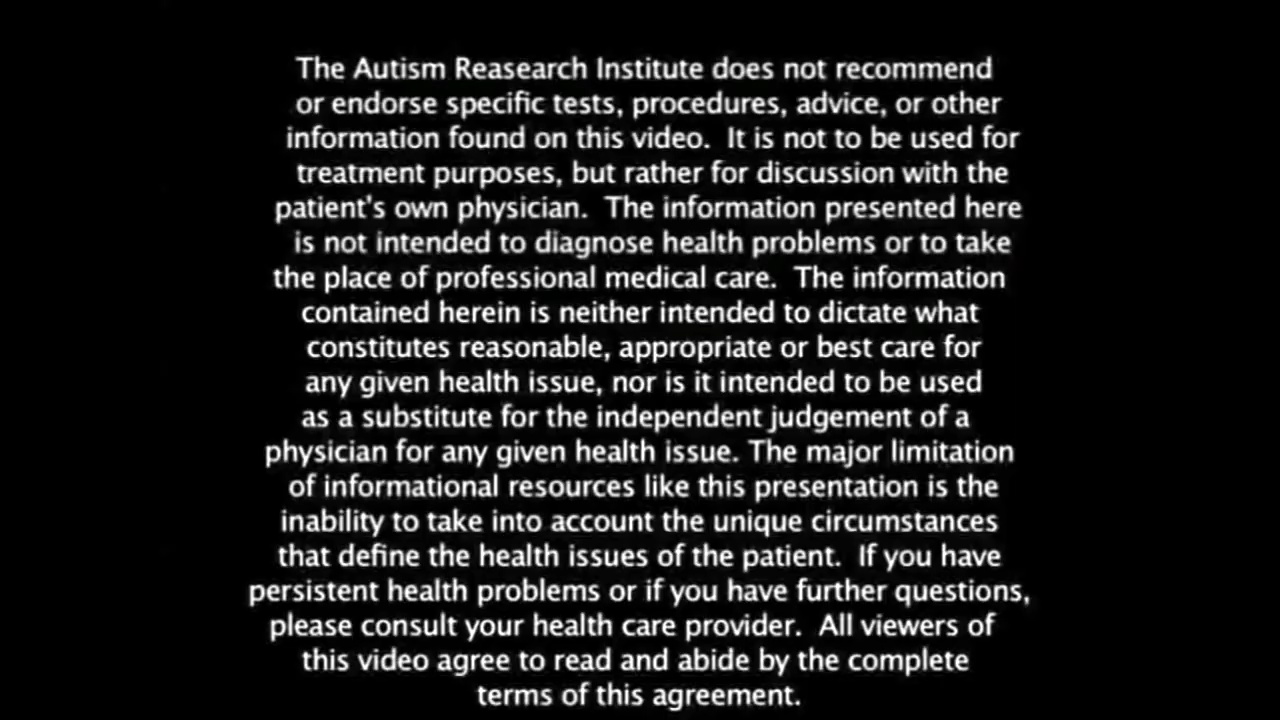 The Autism Reasearch Institute does not recommend
or endorse specific tests, procedures, advice, or other
information found on this video.  It is not to be used for
treatment purposes, but rather for discussion with the
patient's own physician.  The information presented here
is not intended to diagnose health problems or to take
the place of professional medical care.  The information
contained herein is neither intended to dictate what
constitutes reasonable, appropriate or best care for
any given health issue, nor is it intended to be used
as a substitute for the independent judgement of a
physician for any given health issue. The major limitation
of informational resources like this presentation is the
inability to take into account the unique circumstances
that define the health issues of the patient.  If you have
persistent health problems or if you have further questions,
please consult your health care provider.  All viewers of
this video agree to read and abide by the complete
terms of this agreement.